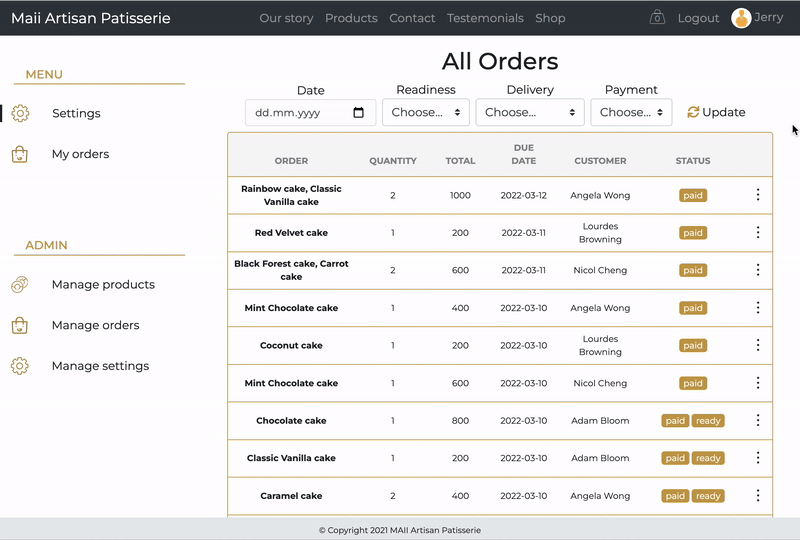 Maii Artisan Patisserie Our story Products Contact Testemonials Shop 0 Logout Jerry
MENU
Settings
My orders
ADMIN
Manage products
Manage orders
Manage settings
All Orders
Date Readiness Delivery Payment
dd.mm.yyyy Choose... Choose... Choose... Update
ORDER QUANTITY TOTAL DUE DATE CUSTOMER STATUS
Rainbow cake, Classic
Vanilla cake 2 1000 2022-03-12 Angela Wong paid
Red Velvet cake 1 200 2022-03-11 Lourdes
Browning paid
Black Forest cake, Carrot
cake 2 600 2022-03-11 Nicol Cheng paid
Mint Chocolate cake 1 400 2022-03-10 Angela Wong paid
Coconut cake 1 200 2022-03-10 Lourdes
Browning paid
Mint Chocolate cake 1 600 2022-03-10 Nicol Cheng paid
Chocolate cake 1 800 2022-03-10 Adam Bloom paid ready
Classic Vanilla cake 1 200 2022-03-10 Adam Bloom paid ready
Caramel cake 2 400 2022-03-10 Angela Wong paid ready
© Copyright 2021 MAII Artisan Patisserie